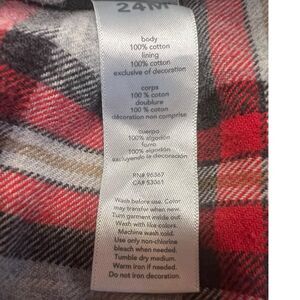 24M
body
100% cotton
lining
100% cotton
exclusive of decoration
corps
100 % coton
doublure
100 % coton
décoration non comprise
cuerpo
100% algodón
forro
100% algodón
excluyendo la decoración
RN# 96367
CA# 53061
Wash before use. Color
may transfer when new.
Turn garment inside out.
Wash with like colors.
Machine wash cold.
Use only non-chlorine
bleach when needed.
Tumble dry medium.
Warm iron if needed.
Do not iron decoration.